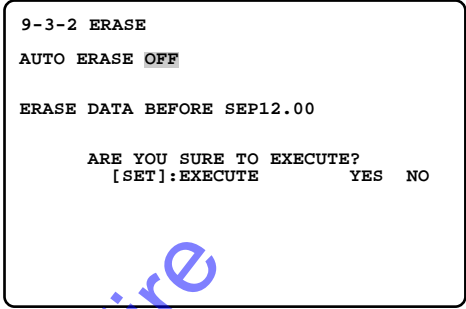 9-3-2 ERASE
AUTO ERASE OFF
ERASE DATA BEFORE SEP12.00
ARE YOU SURE TO EXECUTE?
[SET]:EXECUTE YES NO